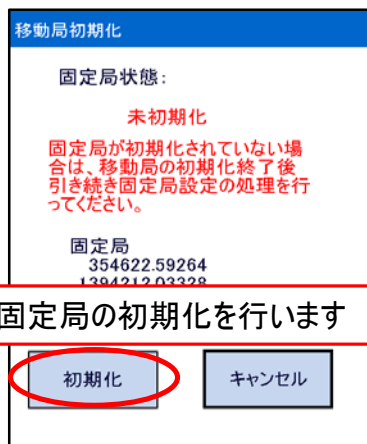 移動局初期化
固定局状態：
未初期化
固定局が初期化されていない場
合は、移動局の初期化終了後
引き続き固定局設定の処理を行
ってください。
固定局
354622.59264
1394212.03328
固定局の初期化を行います
初期化
キャンセル